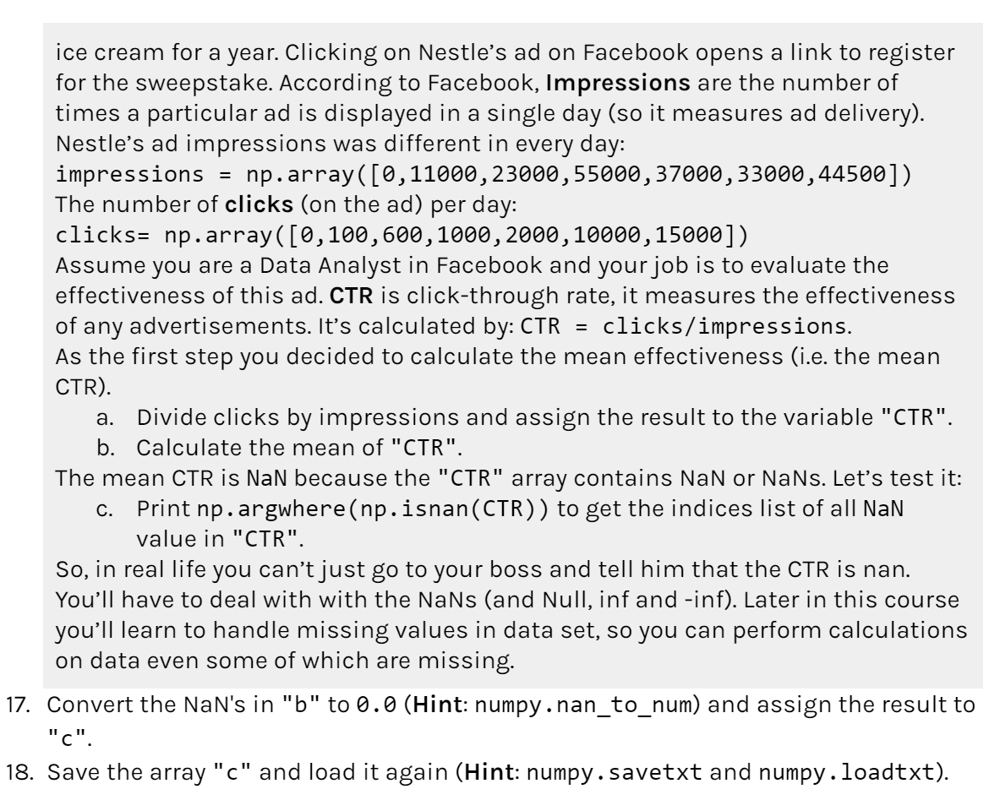 ice cream for a year. Clicking on Nestle’s ad on Facebook opens a link to register
for the sweepstake. According to Facebook, Impressions are the number of
times a particular ad is displayed in a single day (so it measures ad delivery).
Nestle’s ad impressions was different in every day:
impressions = np.array([0,11000,23000,55000,37000,33000,44500])
The number of clicks (on the ad) per day:
clicks= np.array([0,100,600,1000,2000,10000,15000])
Assume you are a Data Analyst in Facebook and your job is to evaluate the
effectiveness of this ad. CTR is click-through rate, it measures the effectiveness
of any advertisements. It’s calculated by: CTR = clicks/impressions.
As the first step you decided to calculate the mean effectiveness (i.e. the mean
CTR).
a. Divide clicks by impressions and assign the result to the variable "CTR".
b. Calculate the mean of "CTR".
The mean CTR is NaN because the "CTR" array contains NaN or NaNs. Let’s test it:
c. Print np.argwhere(np.isnan(CTR)) to get the indices list of all NaN
value in "CTR".
So, in real life you can’t just go to your boss and tell him that the CTR is nan.
You’ll have to deal with with the NaNs (and Null, inf and -inf). Later in this course
you’ll learn to handle missing values in data set, so you can perform calculations
on data even some of which are missing.
17. Convert the NaN's in "b" to 0.0 (Hint: numpy.nan_to_num) and assign the result to
"c".
18. Save the array "c" and load it again (Hint: numpy.savetxt and numpy.loadtxt).